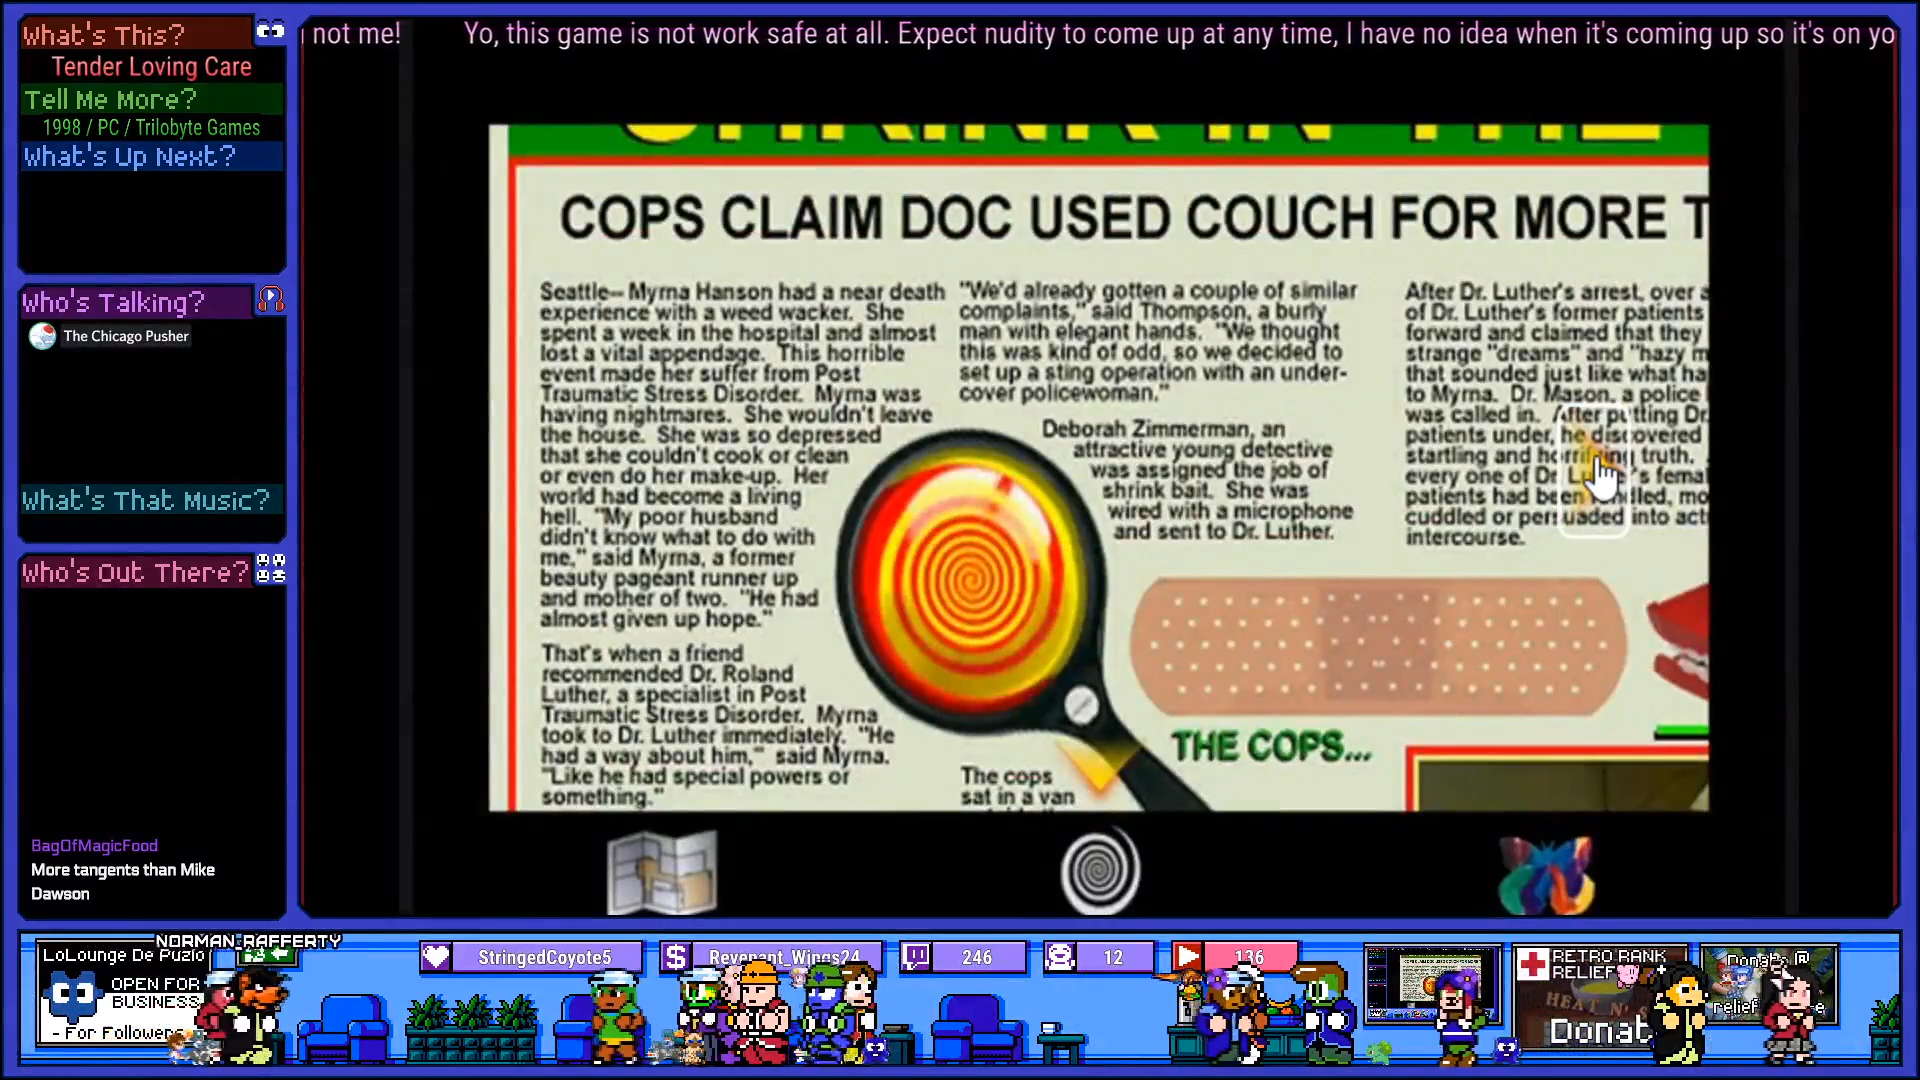 What's This?
Tender Loving Care
Tell Me More?
1998 / PC / Trilobyte Games
What's Up Next?
Who's Talking?
The Chicago Pusher
What's That Music?
Who's Out There?
BagOfMagicFood
More tangents than Mike
Dawson
not me!
Yo, this game is not work safe at all. Expect nudity to come up at any time, I have no idea when it's coming up so it's on yo
SHRINK IN THE
COPS CLAIM DOC USED COUCH FOR MORE T
Seattle-- Myrna Hanson had a near death
experience with a weed wacker. She
spent a week in the hospital and almost
lost a vital appendage. This horrible
event made her suffer from Post
Traumatic Stress Disorder. Myrna was
having nightmares. She wouldn't leave
the house. She was so depressed
that she couldn't cook or clean
or even do her make-up. Her
world had become a living
hell. "My poor husband
didn't know what to do with
me," said Myrna, a former
beauty pageant runner up
and mother of two. "He had
almost given up hope."
That's when a friend
recommended Dr. Roland
Luther, a specialist in Post
Traumatic Stress Disorder. Myrna
took to Dr. Luther immediately. "He
had a way about him," said Myrna.
"Like he had special powers or
something."
"We'd already gotten a couple of similar
complaints," said Thompson, a burly
man with elegant hands. "We thought
this was kind of odd, so we decided to
set up a sting operation with an under-
cover policewoman."
Deborah Zimmerman, an
attractive young detective
was assigned the job of
shrink bait. She was
wired with a microphone
and sent to Dr. Luther.
The cops
sat in a van
After Dr. Luther's arrest, over
of Dr. Luther's former patients
forward and claimed that they
strange "dreams" and "hazy m
that sounded just like what ha
to Myrna. Dr. Mason, a police
was called in. After putting Dr.
patients under, he discovered
startling and horrifying truth.
every one of Dr. Luther's fema
patients had been fondled, mo
cuddled or persuaded into act
intercourse.
THE COPS...
LoLounge De Puzlo
OPEN FOR
BUSINESS
- For Followers
NORMAN_RAFFERTY
StringedCoyote5
Revenant_Wings24
246
12
136
RETRO RANK
RELIEF
HEAT N'
Donat
Donate @
relief